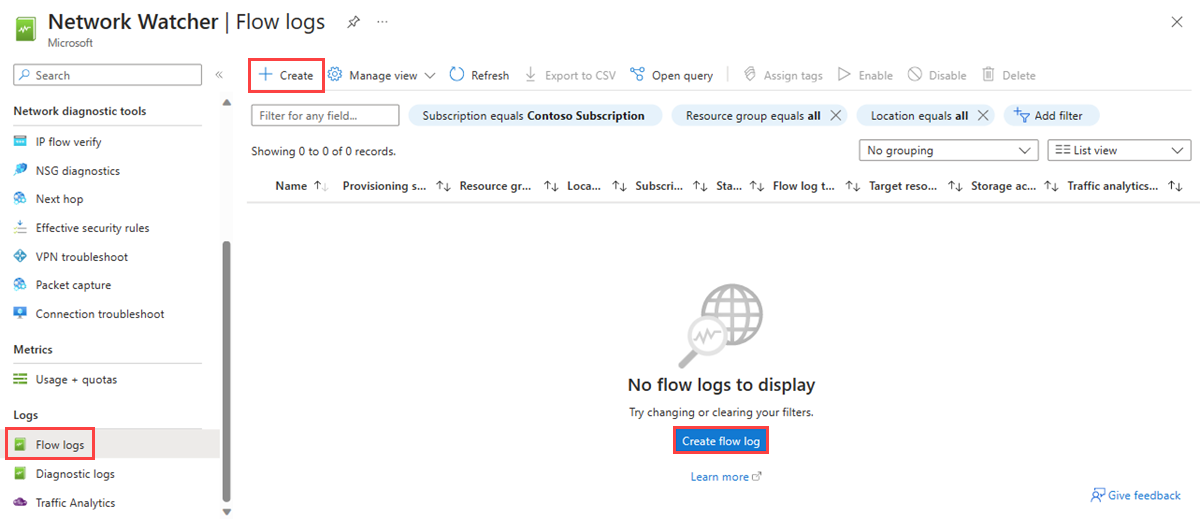 Network Watcher | Flow logs
Microsoft
Search
Network diagnostic tools
IP flow verify
NSG diagnostics
Next hop
Effective security rules
VPN troubleshoot
Packet capture
Connection troubleshoot
Metrics
Usage + quotas
Logs
Flow logs
Diagnostic logs
Traffic Analytics
Create Manage view Refresh Export to CSV Open query Assign tags Enable Disable Delete
Filter for any field... Subscription equals Contoso Subscription Resource group equals all Location equals all Add filter
Showing 0 to 0 of 0 records. No grouping List view
Name Provisioning s... Resource gr... Loca... Subscri... Sta... Flow log t... Target reso... Storage ac... Traffic analytics...
No flow logs to display
Try changing or clearing your filters.
Create flow log
Learn more
Give feedback